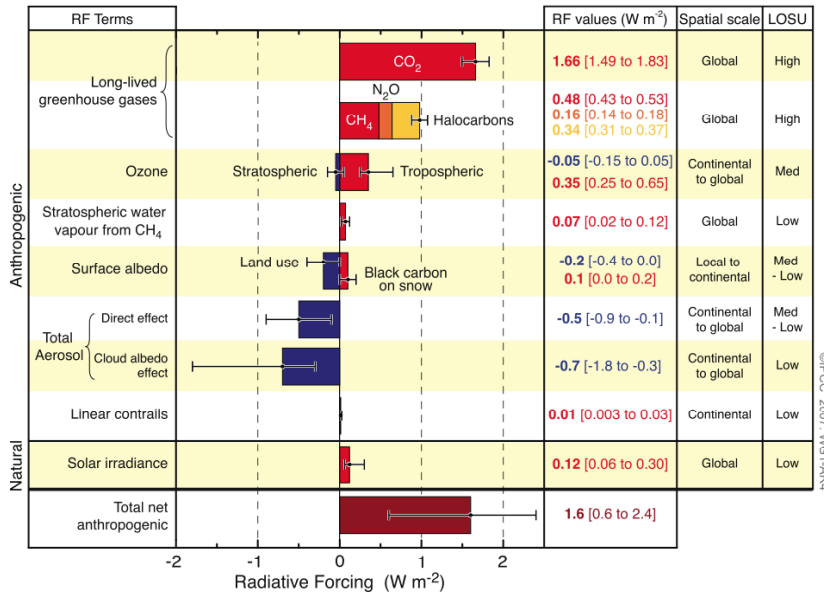 RF Terms
RF values (W m⁻²)
Spatial scale
LOSU
Anthropogenic
Long-lived
greenhouse gases
CO₂
1.66 [1.49 to 1.83]
Global
High
N₂O
CH₄
Halocarbons
0.48 [0.43 to 0.53]
0.16 [0.14 to 0.18]
0.34 [0.31 to 0.37]
Global
High
Ozone
Stratospheric
Tropospheric
-0.05 [-0.15 to 0.05]
0.35 [0.25 to 0.65]
Continental
to global
Med
Stratospheric water
vapour from CH₄
0.07 [0.02 to 0.12]
Global
Low
Surface albedo
Land use
Black carbon
on snow
-0.2 [-0.4 to 0.0]
0.1 [0.0 to 0.2]
Local to
continental
Med
- Low
Total
Aerosol
Direct effect
-0.5 [-0.9 to -0.1]
Continental
to global
Med
- Low
Cloud albedo
effect
-0.7 [-1.8 to -0.3]
Continental
to global
Low
Linear contrails
0.01 [0.003 to 0.03]
Continental
Low
Natural
Solar irradiance
0.12 [0.06 to 0.30]
Global
Low
Total net
anthropogenic
1.6 [0.6 to 2.4]
-2 -1 0 1 2
Radiative Forcing (W m⁻²)
©IPCC 2007: WG1-AR4